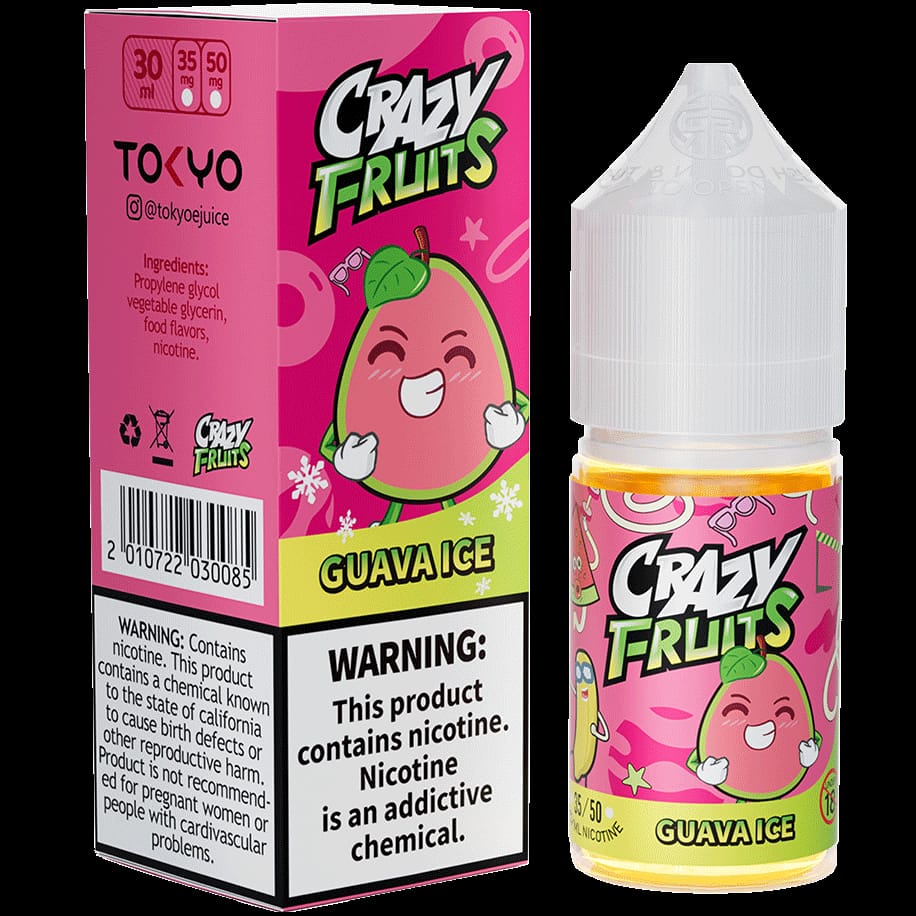 30 ml
35 mg
50 mg
TOKYO
@tokyoejuice
Ingredients:
Propylene glycol
vegetable glycerin,
food flavors,
nicotine.
CRAZY
FRUITS
2 010722 030085
WARNING: Contains
nicotine. This product
contains a chemical known
to the state of california
to cause birth defects or
other reproductive harm.
Product is not recommend-
ed for pregnant women or
people with cardivascular
problems.
CRAZY
FRUITS
GUAVA ICE
WARNING:
This product
contains nicotine.
Nicotine
is an addictive
chemical.
TO OPEN
CRAZY
FRUITS
35/50
ML NICOTINE
GUAVA ICE
18